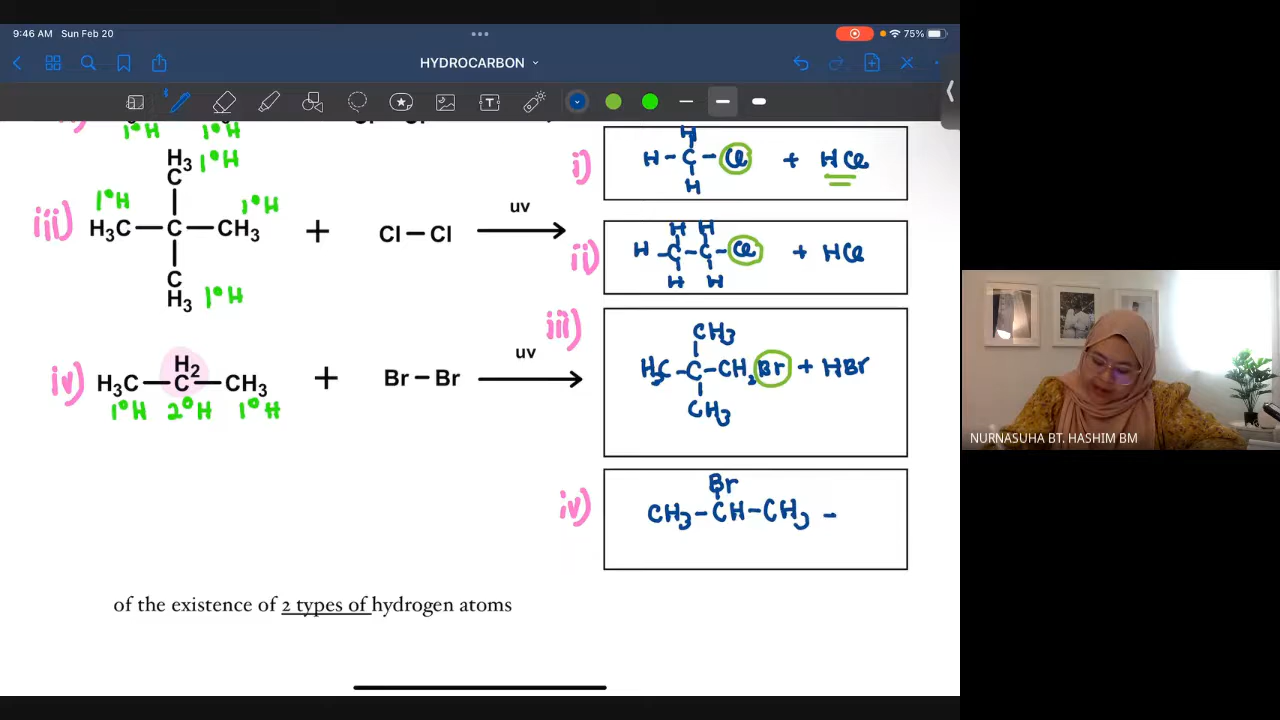 9:46 AM Sun Feb 20
75%
HYDROCARBON
T
1°H 1°H
H3
C
1°H
1°H
1°H
iii)
H3C — C — CH3
+
Cl — Cl
uv
C
H3
1°H
iv)
H3C — C — CH3
H2
1°H 2°H 1°H
+
Br — Br
uv
i)
H
H - C - Cl + HCl
H
ii)
H H
H - C - C - Cl + HCl
H H
iii)
CH3
H3C - C - CH2Br + HBr
CH3
iv)
Br
CH3 - CH - CH3 -
of the existence of 2 types of hydrogen atoms
NURNASUHA BT. HASHIM BM